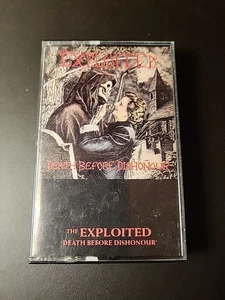 EXPLOITED
DEATH BEFORE DISHONOUR
THE EXPLOITED
'DEATH BEFORE DISHONOUR'